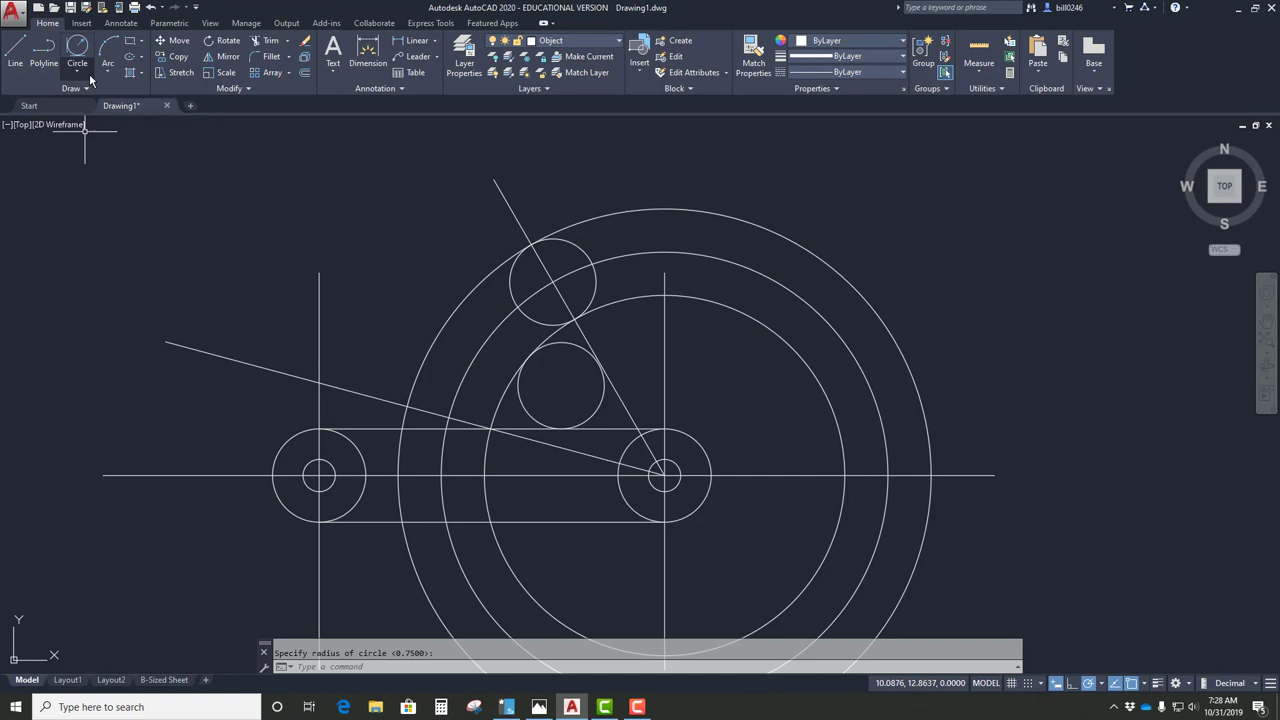 Autodesk AutoCAD 2020 - EDUCATIONAL VERSION Drawing1.dwg
Type a keyword or phrase
bill0246
Home Insert Annotate Parametric View Manage Output Add-ins Collaborate Express Tools Featured Apps
Line Polyline Circle Arc
Move Rotate Trim
Copy Mirror Fillet
Stretch Scale Array
Text Dimension
Linear
Leader
Table
Layer Properties
Object
Make Current
Match Layer
Insert
Create
Edit
Edit Attributes
Match Properties
ByLayer
ByLayer
ByLayer
Group
Measure
Paste
Base
Draw Modify Annotation Layers Block Properties Groups Utilities Clipboard View
Start Drawing1*
[−][Top][2D Wireframe]
N
W TOP E
S
WCS
Y
X
Specify radius of circle <0.7500>:
Type a command
Model Layout1 Layout2 B-Sized Sheet
10.0876, 12.8637, 0.0000 MODEL
Decimal
Type here to search
7:28 AM
10/31/2019